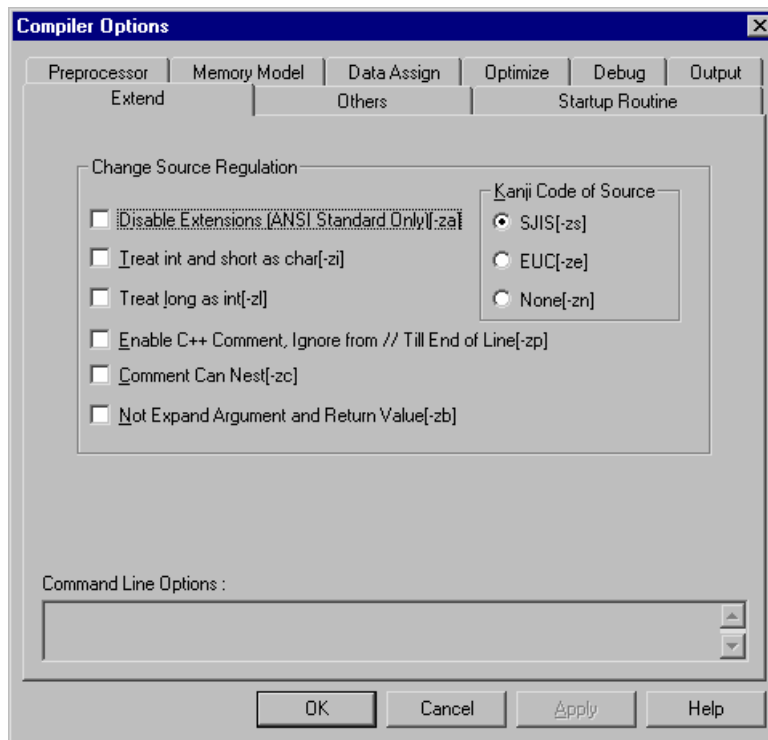 Compiler Options
Preprocessor Memory Model Data Assign Optimize Debug Output
Extend Others Startup Routine
Change Source Regulation
Kanji Code of Source
Disable Extensions (ANSI Standard Only)[-za]
SJIS[-zs]
Treat int and short as char[-zi]
EUC[-ze]
Treat long as int[-zl]
None[-zn]
Enable C++ Comment, Ignore from // Till End of Line[-zp]
Comment Can Nest[-zc]
Not Expand Argument and Return Value[-zb]
Command Line Options :
OK Cancel Apply Help